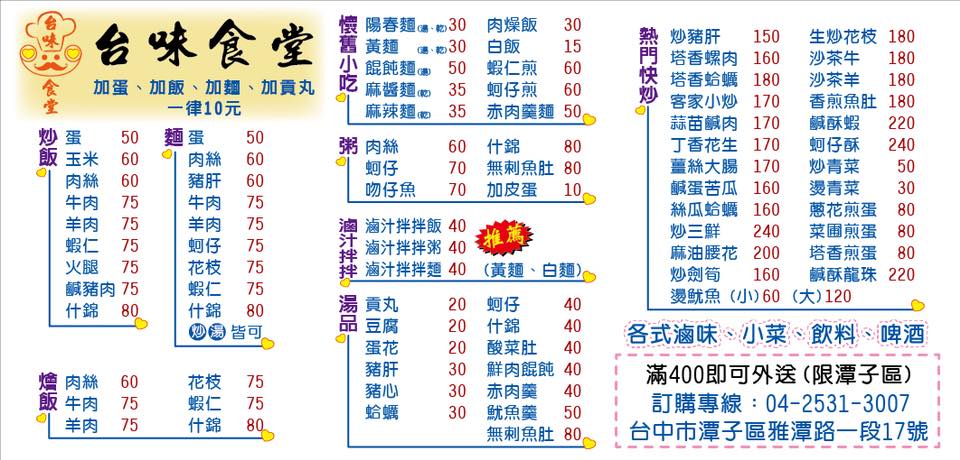 台味
食堂
台味食堂
加蛋、加飯、加麵、加貢丸
一律10元
炒飯
蛋 50
玉米 60
肉絲 60
牛肉 75
羊肉 75
蝦仁 75
火腿 75
鹹豬肉 75
什錦 80
麵
蛋 50
肉絲 60
豬肝 60
牛肉 75
羊肉 75
蚵仔 75
花枝 75
蝦仁 75
什錦 80
炒 湯 皆可
燴飯
肉絲 60 花枝 75
牛肉 75 蝦仁 75
羊肉 75 什錦 80
懷舊小吃
陽春麵(湯、乾) 30 肉燥飯 30
黃麵(湯、乾) 30 白飯 15
餛飩麵(湯) 50 蝦仁煎 60
麻醬麵(乾) 35 蚵仔煎 60
麻辣麵(乾) 35 赤肉羹麵 50
粥
肉絲 60 什錦 80
蚵仔 70 無刺魚肚 80
吻仔魚 70 加皮蛋 10
滷汁拌拌
滷汁拌拌飯 40
滷汁拌拌粥 40
滷汁拌拌麵 40 (黃麵、白麵)
推薦
湯品
貢丸 20 蚵仔 40
豆腐 20 什錦 40
蛋花 20 酸菜肚 40
豬肝 30 鮮肉餛飩 40
豬心 30 赤肉羹 40
蛤蠣 30 魷魚羹 50
無刺魚肚 80
熱門快炒
炒豬肝 150 生炒花枝 180
塔香螺肉 160 沙茶牛 180
塔香蛤蠣 180 沙茶羊 180
客家小炒 170 香煎魚肚 180
蒜苗鹹肉 170 鹹酥蝦 220
丁香花生 170 蚵仔酥 240
薑絲大腸 170 炒青菜 50
鹹蛋苦瓜 160 燙青菜 30
絲瓜蛤蠣 160 蔥花煎蛋 80
炒三鮮 240 菜圃煎蛋 80
麻油腰花 200 塔香煎蛋 80
炒劍筍 160 鹹酥龍珠 220
燙魷魚 (小)60 (大)120
各式滷味、小菜、飲料、啤酒
滿400即可外送(限潭子區)
訂購專線：04-2531-3007
台中市潭子區雅潭路一段17號